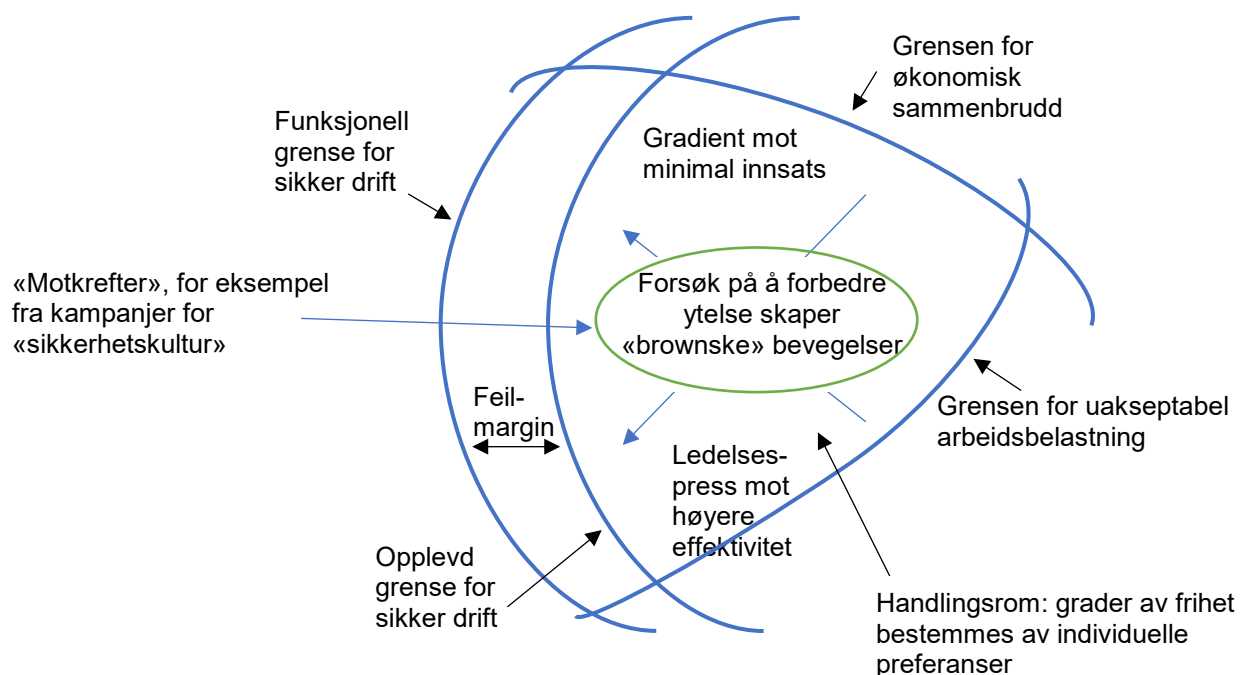 Grensen for
økonomisk
sammenbrudd
Funksjonell
grense for
sikker drift
Gradient mot
minimal innsats
«Motkrefter», for eksempel
fra kampanjer for
«sikkerhetskultur»
Forsøk på å forbedre
ytelse skaper
«brownske» bevegelser
Feil-
margin
Grensen for uakseptabel
arbeidsbelastning
Ledelses-
press mot
høyere
effektivitet
Opplevd
grense for
sikker drift
Handlingsrom: grader av frihet
bestemmes av individuelle
preferanser